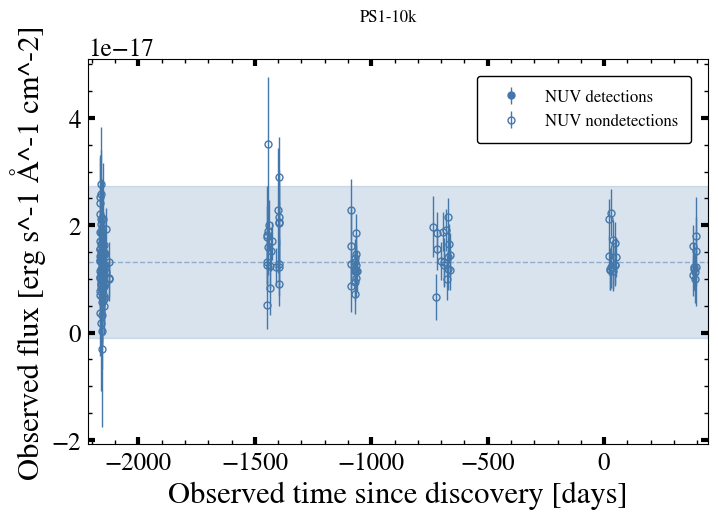 PS1-10k
1e−17
NUV detections
NUV nondetections
4
2
0
−2
Observed flux [erg s^-1 Å^-1 cm^-2]
−2000 −1500 −1000 −500 0
Observed time since discovery [days]